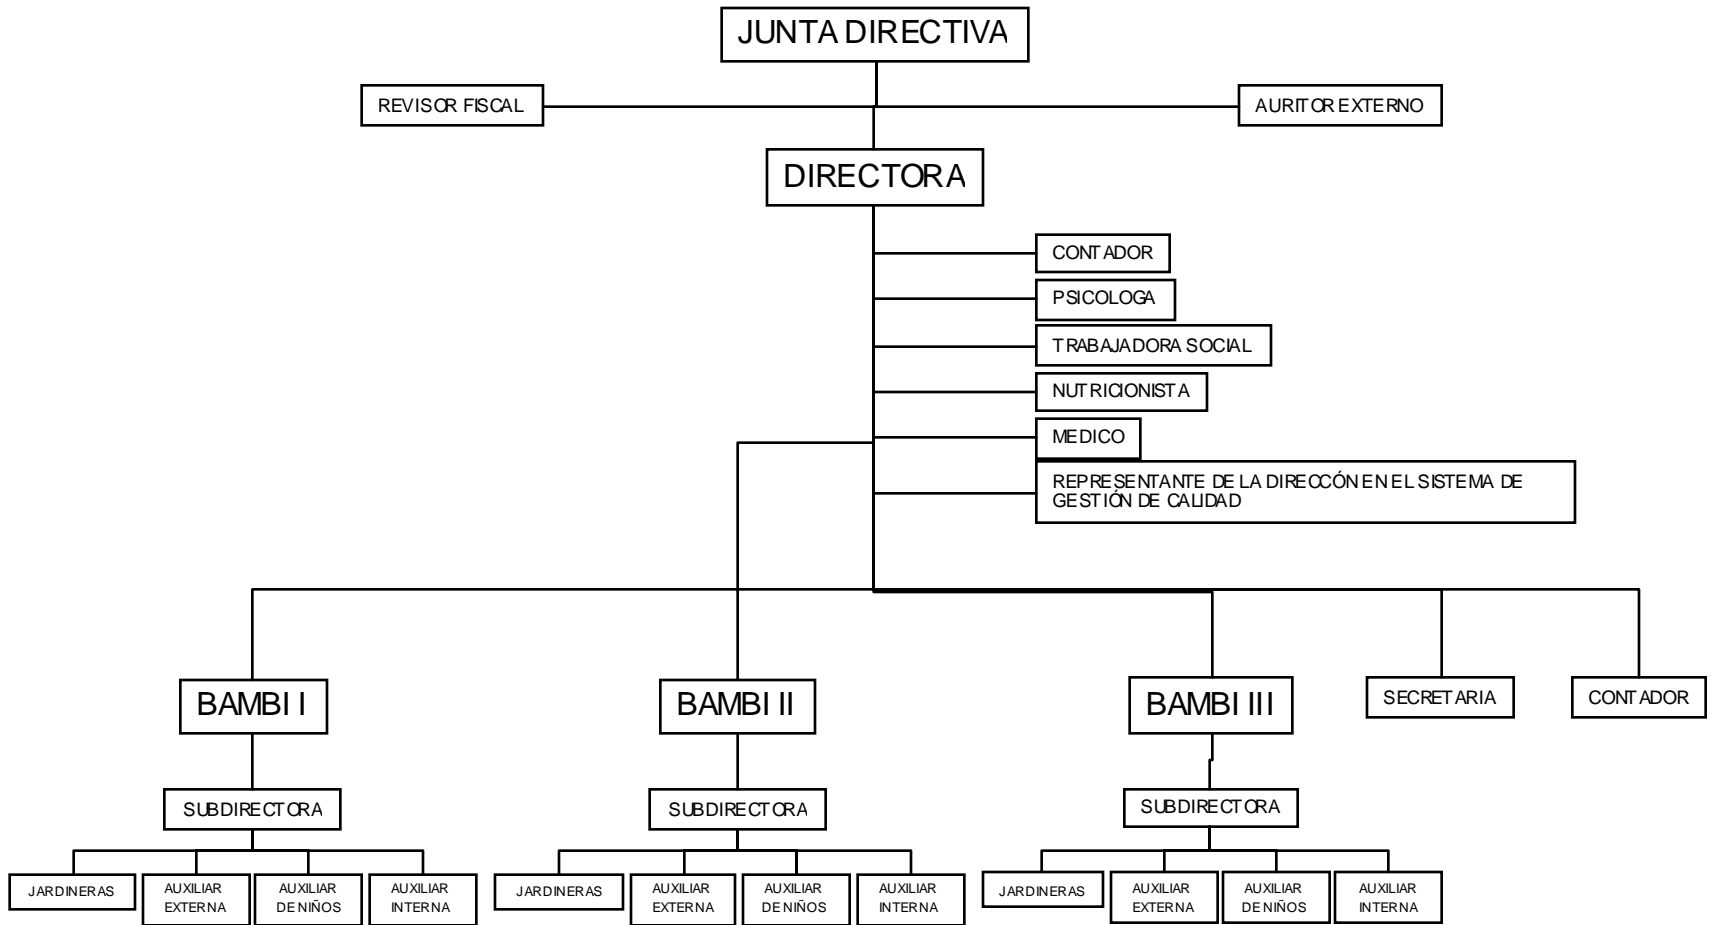 JUNTA DIRECTIVA
REVISOR FISCAL
AURITOR EXTERNO
DIRECTORA
CONTADOR
PSICOLOGA
TRABAJADORA SOCIAL
NUTRICIONISTA
MEDICO
REPRESENTANTE DE LA DIRECCÓN EN EL SISTEMA DE
GESTIÓN DE CALIDAD
BAMBI I
BAMBI II
BAMBI III
SECRETARIA
CONTADOR
SUBDIRECTORA
SUBDIRECTORA
SUBDIRECTORA
JARDINERAS
AUXILIAR
EXTERNA
AUXILIAR
DE NIÑOS
AUXILIAR
INTERNA
JARDINERAS
AUXILIAR
EXTERNA
AUXILIAR
DE NIÑOS
AUXILIAR
INTERNA
JARDINERAS
AUXILIAR
EXTERNA
AUXILIAR
DE NIÑOS
AUXILIAR
INTERNA